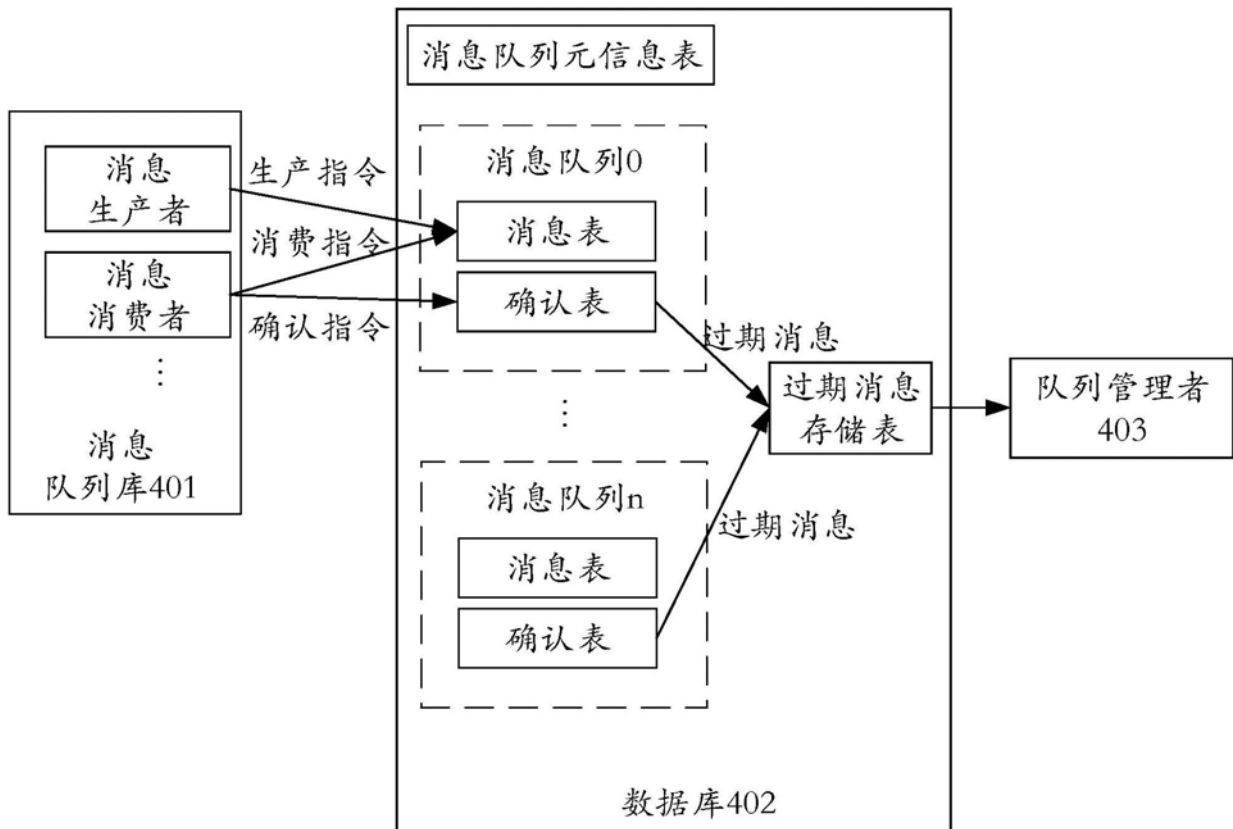 消息队列元信息表
消息
生产者
消息
消费者
⋮
消息
队列库401
生产指令
消费指令
确认指令
消息队列0
消息表
确认表
⋮
消息队列n
消息表
确认表
过期消息
过期消息
过期消息
存储表
队列管理者
403
数据库402